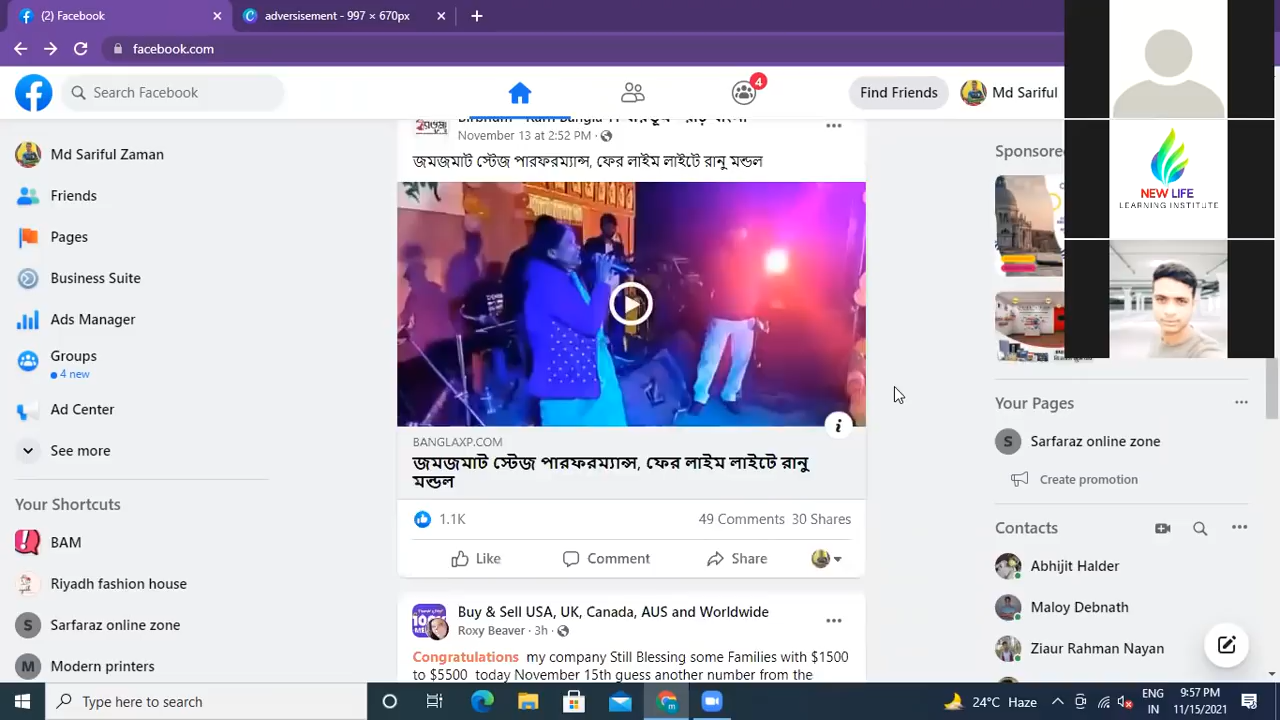 (2) Facebook
adversisement - 997 × 670px
facebook.com
Search Facebook
4
Find Friends
Md Sariful
November 13 at 2:52 PM
জমজমাট স্টেজ পারফরম্যান্স, ফের লাইম লাইটে রানু মন্ডল
BANGLAXP.COM
জমজমাট স্টেজ পারফরম্যান্স, ফের লাইম লাইটে রানু
মন্ডল
1.1K
49 Comments 30 Shares
Like
Comment
Share
Buy & Sell USA, UK, Canada, AUS and Worldwide
Roxy Beaver · 3h
Congratulations my company Still Blessing some Families with $1500
to $5500 today November 15th guess another number from the
Md Sariful Zaman
Friends
Pages
Business Suite
Ads Manager
Groups
4 new
Ad Center
See more
Your Shortcuts
BAM
Riyadh fashion house
Sarfaraz online zone
Modern printers
NEW LIFE
LEARNING INSTITUTE
Your Pages
Sarfaraz online zone
Create promotion
Contacts
Abhijit Halder
Maloy Debnath
Ziaur Rahman Nayan
Type here to search
24°C Haze
ENG
IN
9:57 PM
11/15/2021